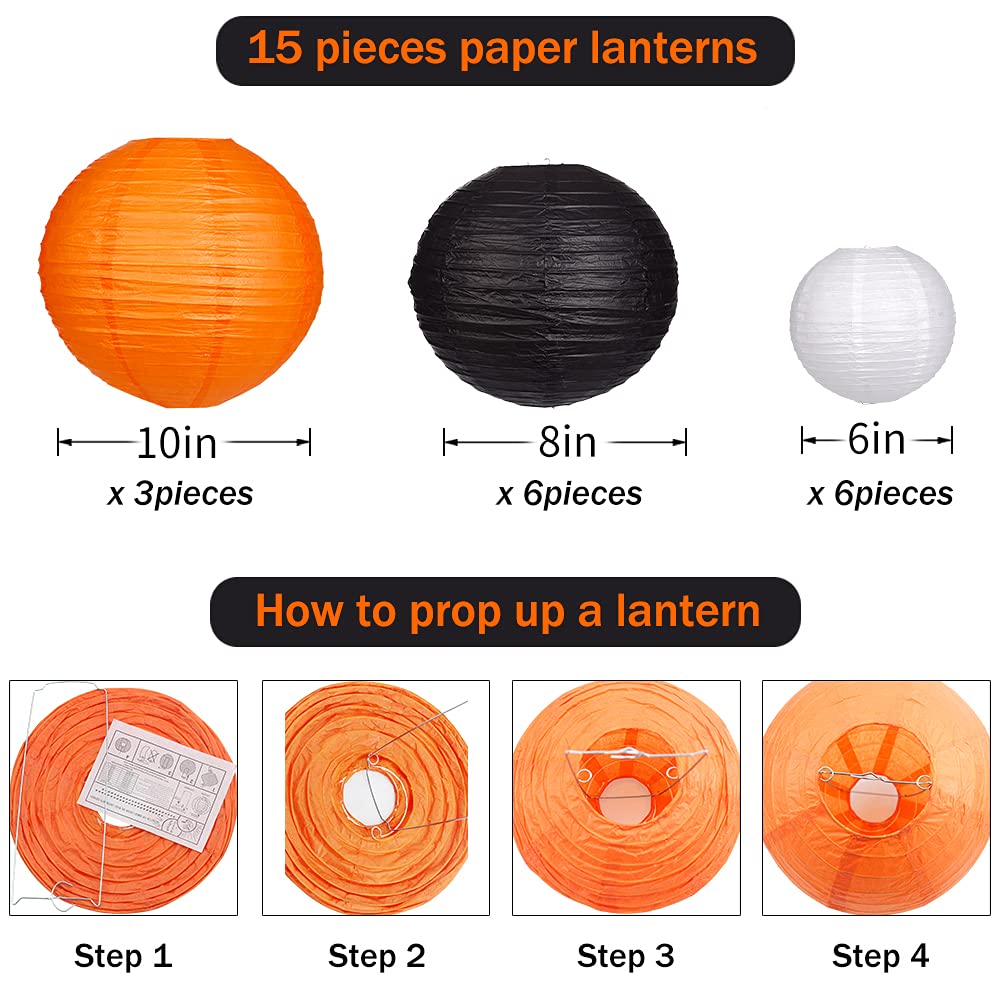 15 pieces paper lanterns
10in
8in
6in
x 3pieces
x 6pieces
x 6pieces
How to prop up a lantern
Step 1
Step 2
Step 3
Step 4